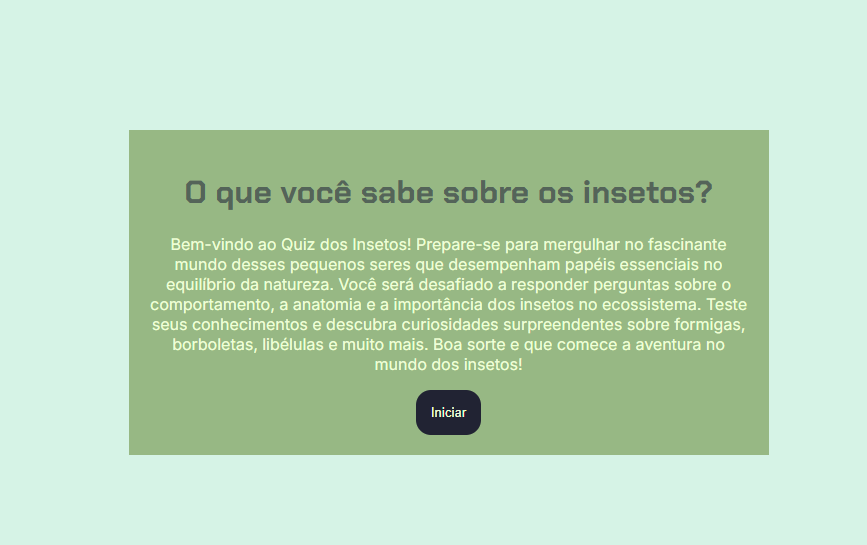 O que você sabe sobre os insetos?
Bem-vindo ao Quiz dos Insetos! Prepare-se para mergulhar no fascinante
mundo desses pequenos seres que desempenham papéis essenciais no
equilíbrio da natureza. Você será desafiado a responder perguntas sobre o
comportamento, a anatomia e a importância dos insetos no ecossistema. Teste
seus conhecimentos e descubra curiosidades surpreendentes sobre formigas,
borboletas, libélulas e muito mais. Boa sorte e que comece a aventura no
mundo dos insetos!
Iniciar